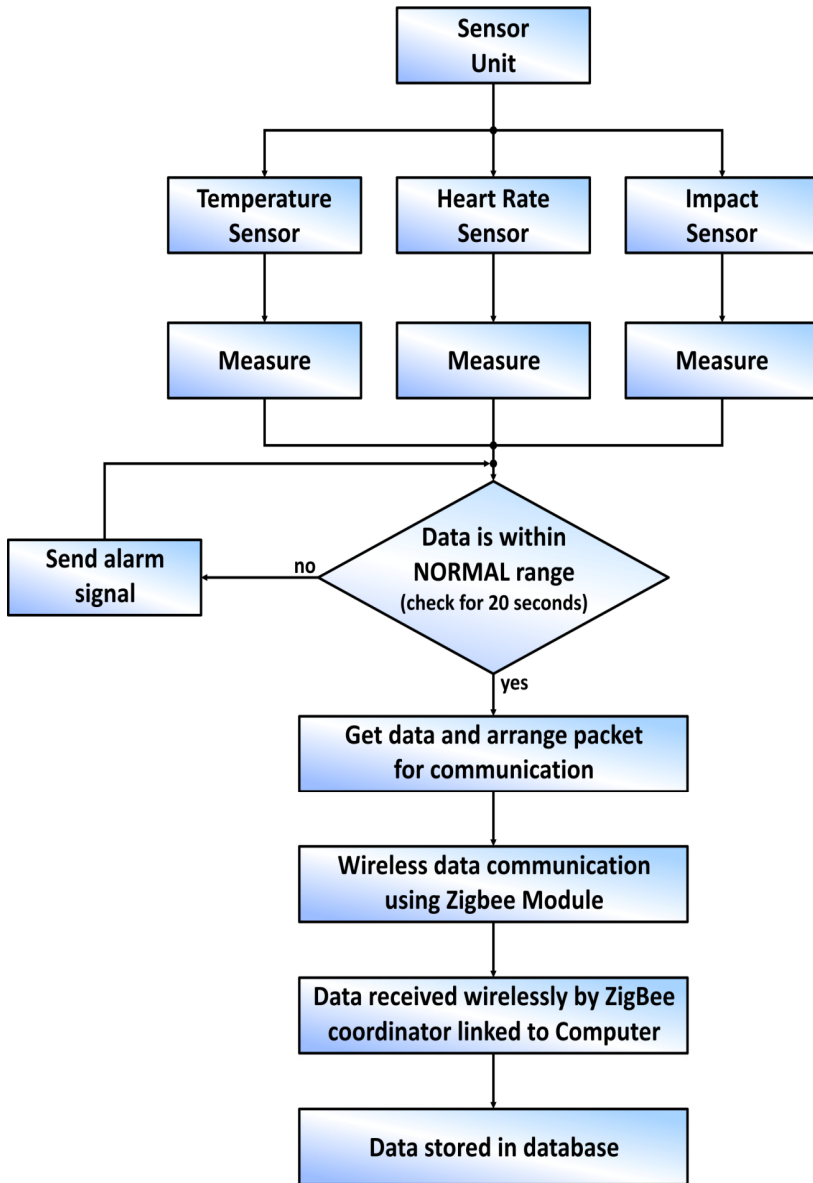 Sensor
Unit
Temperature
Sensor
Heart Rate
Sensor
Impact
Sensor
Measure
Measure
Measure
Data is within
NORMAL range
(check for 20 seconds)
Send alarm
signal
no
yes
Get data and arrange packet
for communication
Wireless data communication
using Zigbee Module
Data received wirelessly by ZigBee
coordinator linked to Computer
Data stored in database